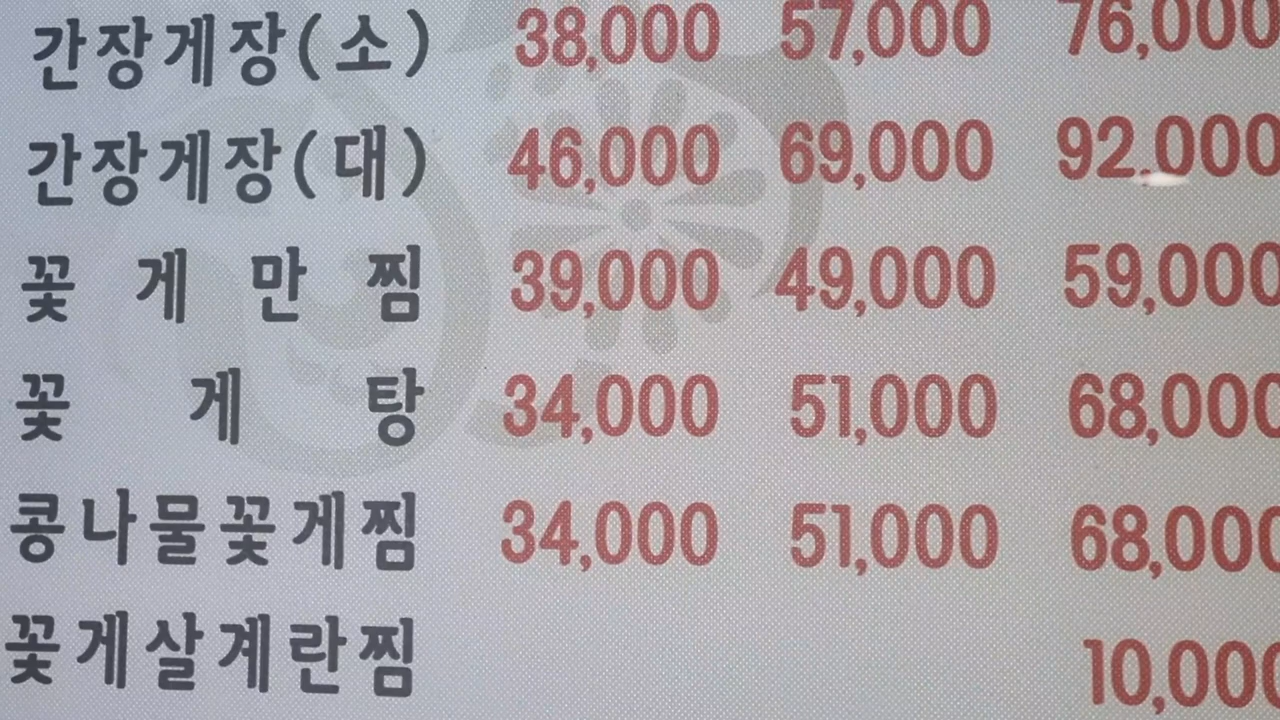 간장게장(소) 38,000 57,000 76,000
간장게장(대) 46,000 69,000 92,000
꽃게만찜 39,000 49,000 59,000
꽃게탕 34,000 51,000 68,000
콩나물꽃게찜 34,000 51,000 68,000
꽃게살계란찜 10,000